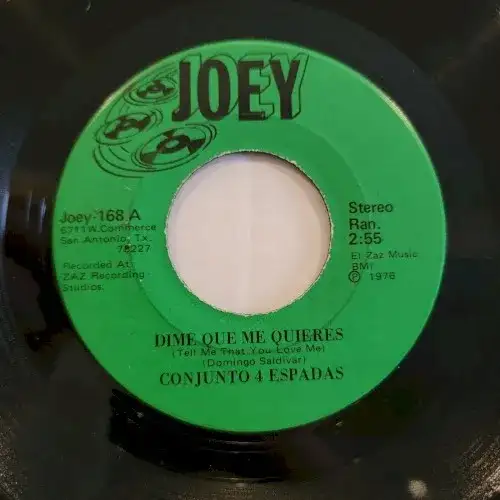 JOEY
Joey-168 A
6711 W. Commerce
San Antonio, Tx.
78227
Recorded At:
ZAZ Recording
Studios.
Stereo
Ran.
2:55
El Zaz Music
BMI
Ⓟ 1978
DIME QUE ME QUIERES
(Tell Me That You Love Me)
(Domingo Saldivar)
CONJUNTO 4 ESPADAS